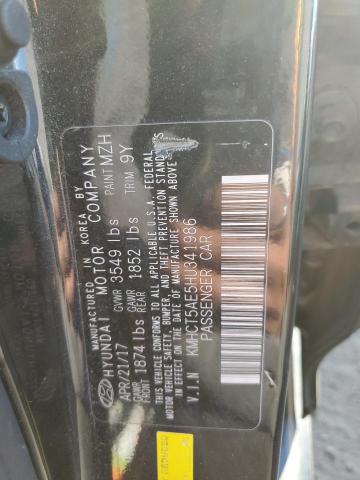 MANUFACTURED IN KOREA BY
HYUNDAI MOTOR COMPANY
APR/21/17 GVWR 3549 lbs PAINT MZH
GAWR FRONT 1874 lbs GAWR REAR 1852 lbs TRIM 9Y
THIS VEHICLE CONFORMS TO ALL APPLICABLE U.S.A. FEDERAL
MOTOR VEHICLE SAFETY, BUMPER, AND THEFT PREVENTION STANDARDS
IN EFFECT ON THE DATE OF MANUFACTURE SHOWN ABOVE
V.I.N KMHCT5AE6HU341986
PASSENGER CAR